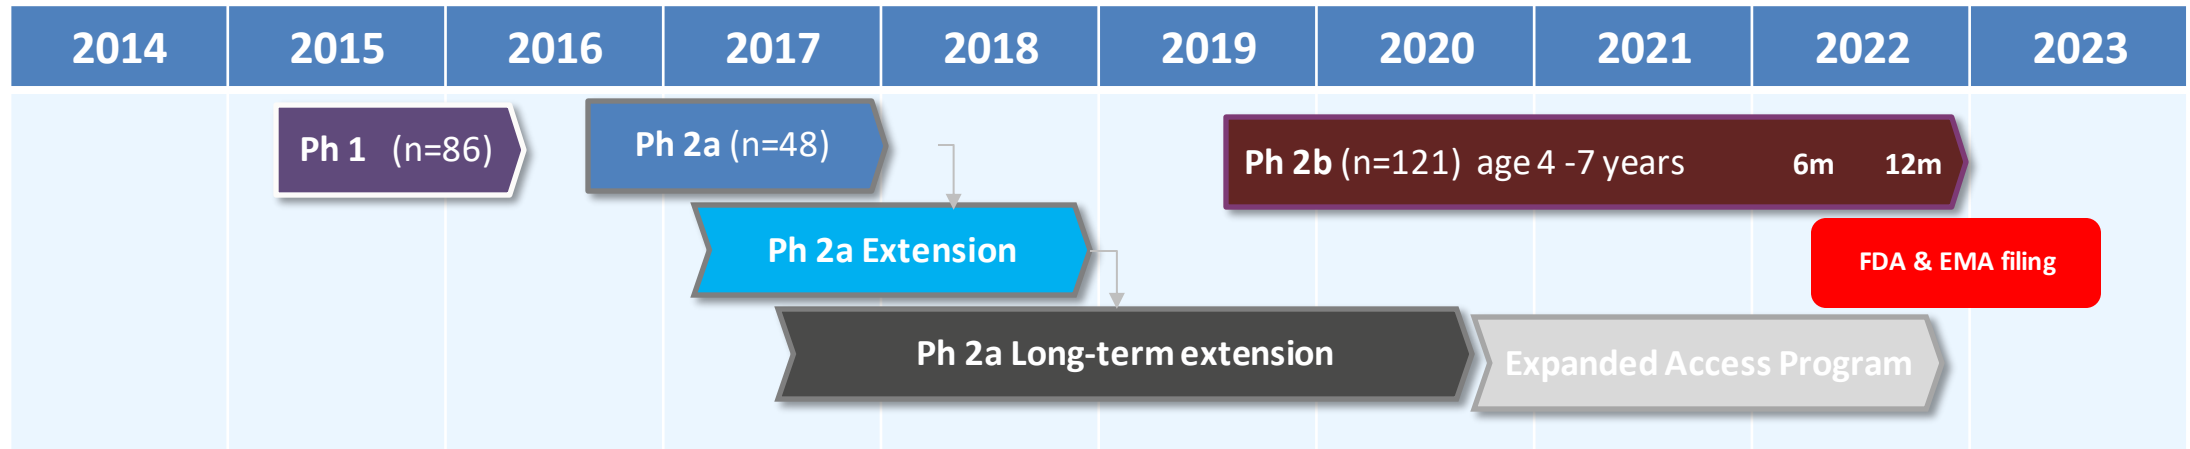 2014 2015 2016 2017 2018 2019 2020 2021 2022 2023
Ph 1 (n=86)
Ph 2a (n=48)
Ph 2b (n=121) age 4 -7 years 6m 12m
Ph 2a Extension
FDA & EMA filing
Ph 2a Long-term extension
Expanded Access Program